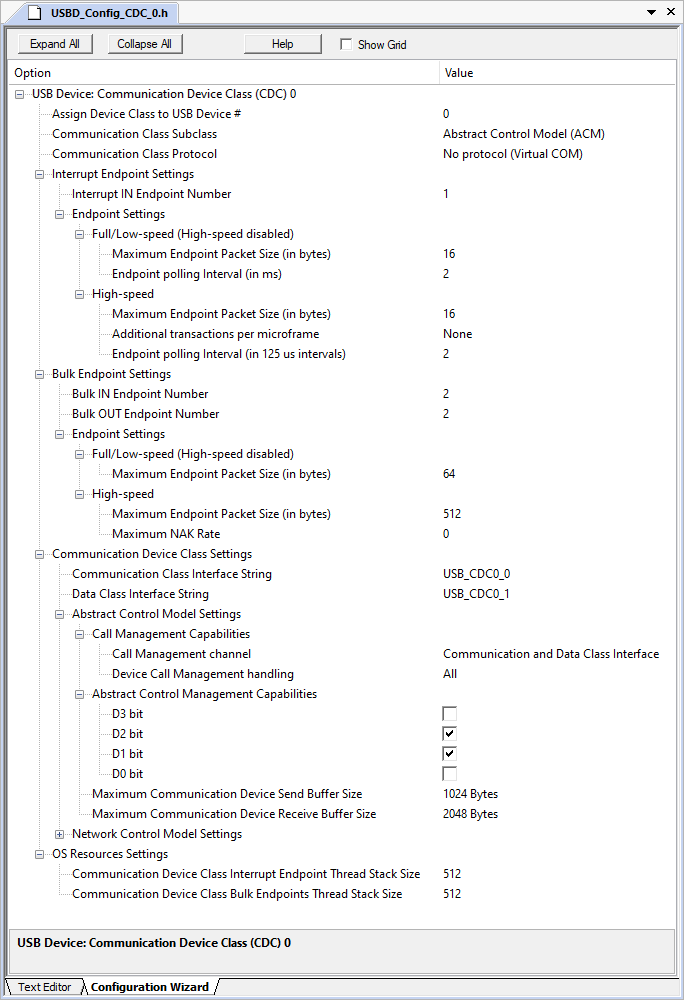 USBD_Config_CDC_0.h
Expand All Collapse All Help Show Grid
Option Value
USB Device: Communication Device Class (CDC) 0
Assign Device Class to USB Device # 0
Communication Class Subclass Abstract Control Model (ACM)
Communication Class Protocol No protocol (Virtual COM)
Interrupt Endpoint Settings
Interrupt IN Endpoint Number 1
Endpoint Settings
Full/Low-speed (High-speed disabled)
Maximum Endpoint Packet Size (in bytes) 16
Endpoint polling Interval (in ms) 2
High-speed
Maximum Endpoint Packet Size (in bytes) 16
Additional transactions per microframe None
Endpoint polling Interval (in 125 us intervals) 2
Bulk Endpoint Settings
Bulk IN Endpoint Number 2
Bulk OUT Endpoint Number 2
Endpoint Settings
Full/Low-speed (High-speed disabled)
Maximum Endpoint Packet Size (in bytes) 64
High-speed
Maximum Endpoint Packet Size (in bytes) 512
Maximum NAK Rate 0
Communication Device Class Settings
Communication Class Interface String USB_CDC0_0
Data Class Interface String USB_CDC0_1
Abstract Control Model Settings
Call Management Capabilities
Call Management channel Communication and Data Class Interface
Device Call Management handling All
Abstract Control Management Capabilities
D3 bit
D2 bit
D1 bit
D0 bit
Maximum Communication Device Send Buffer Size 1024 Bytes
Maximum Communication Device Receive Buffer Size 2048 Bytes
Network Control Model Settings
OS Resources Settings
Communication Device Class Interrupt Endpoint Thread Stack Size 512
Communication Device Class Bulk Endpoints Thread Stack Size 512
USB Device: Communication Device Class (CDC) 0
Text Editor Configuration Wizard